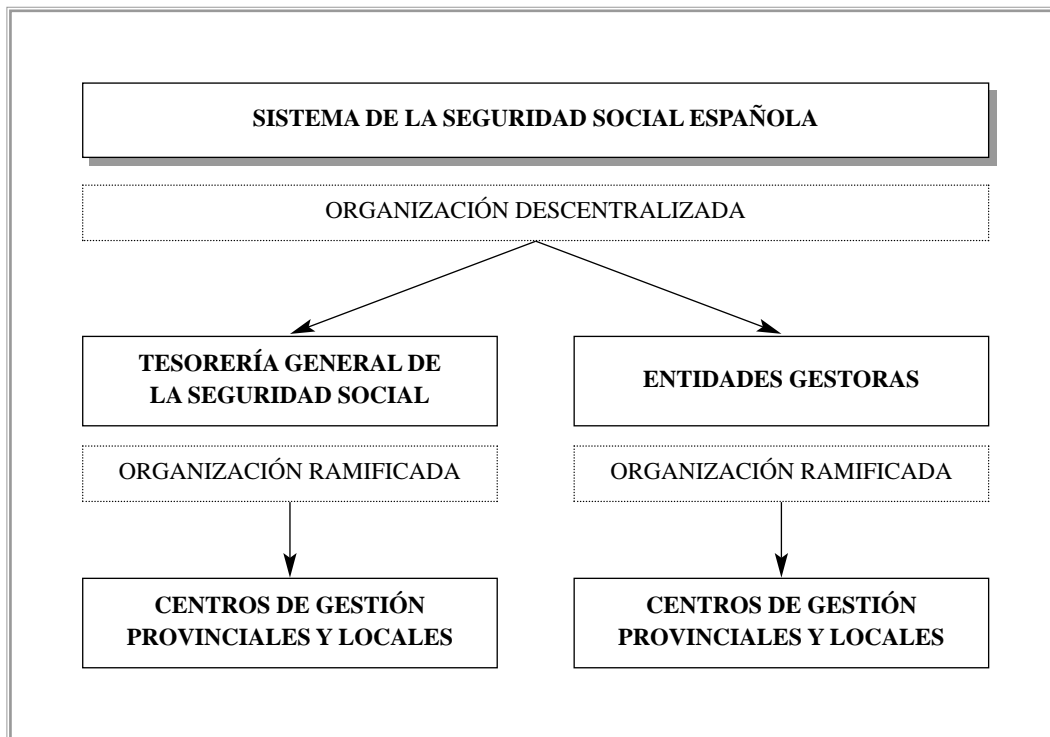 SISTEMA DE LA SEGURIDAD SOCIAL ESPAÑOLA
ORGANIZACIÓN DESCENTRALIZADA
TESORERÍA GENERAL DE
LA SEGURIDAD SOCIAL
ENTIDADES GESTORAS
ORGANIZACIÓN RAMIFICADA
ORGANIZACIÓN RAMIFICADA
CENTROS DE GESTIÓN
PROVINCIALES Y LOCALES
CENTROS DE GESTIÓN
PROVINCIALES Y LOCALES